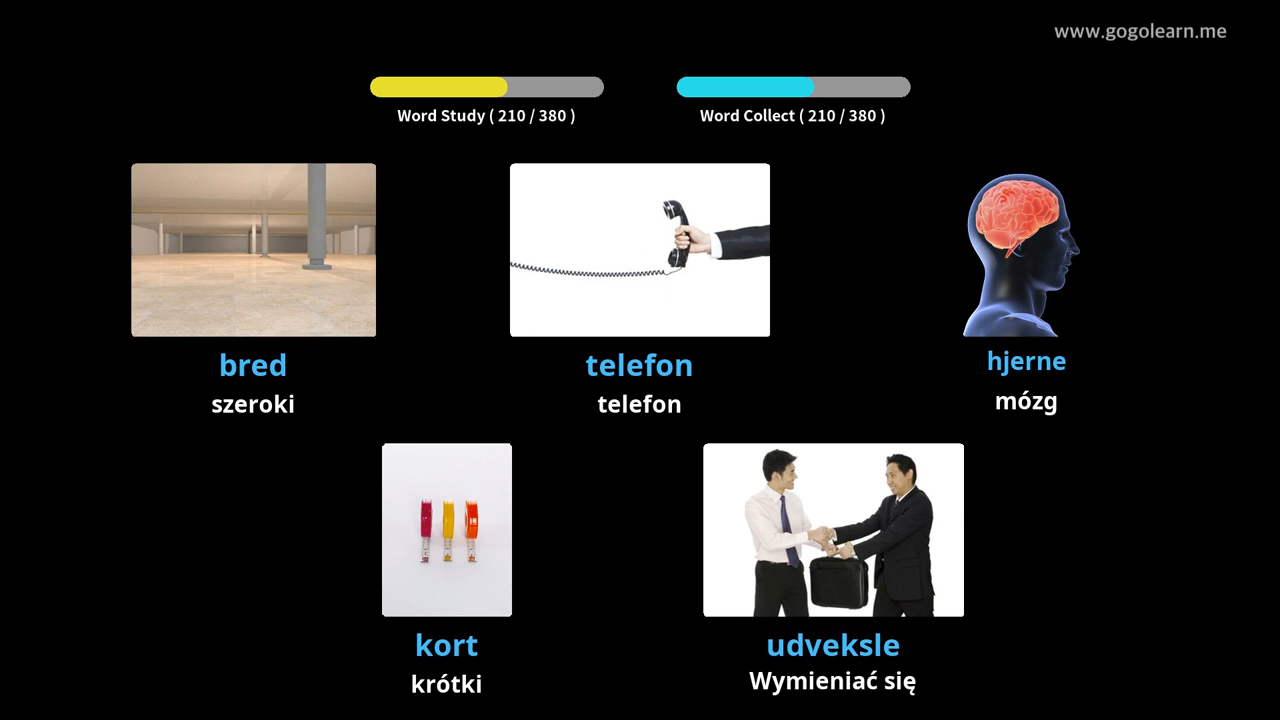 www.gogolearn.me
Word Study ( 210 / 380 )
Word Collect ( 210 / 380 )
bred
szeroki
telefon
telefon
hjerne
mózg
kort
krótki
udveksle
Wymieniać się